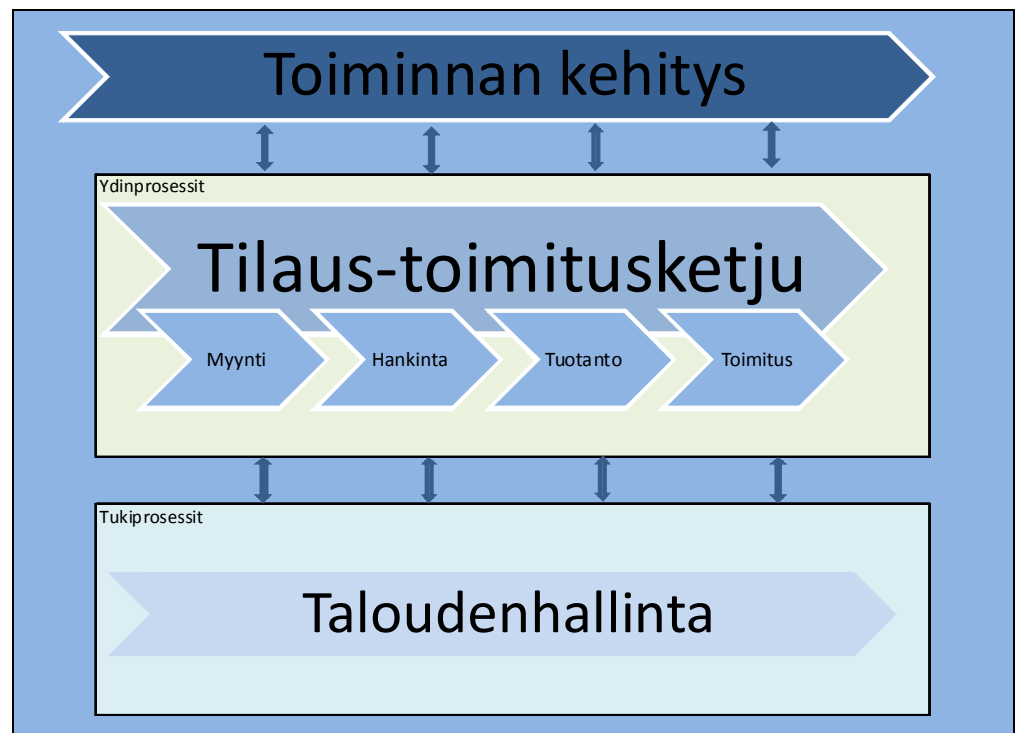 Toiminnan kehitys
Ydinprosessit
Tilaus-toimitusketju
Myynti
Hankinta
Tuotanto
Toimitus
Tukiprosessit
Taloudenhallinta